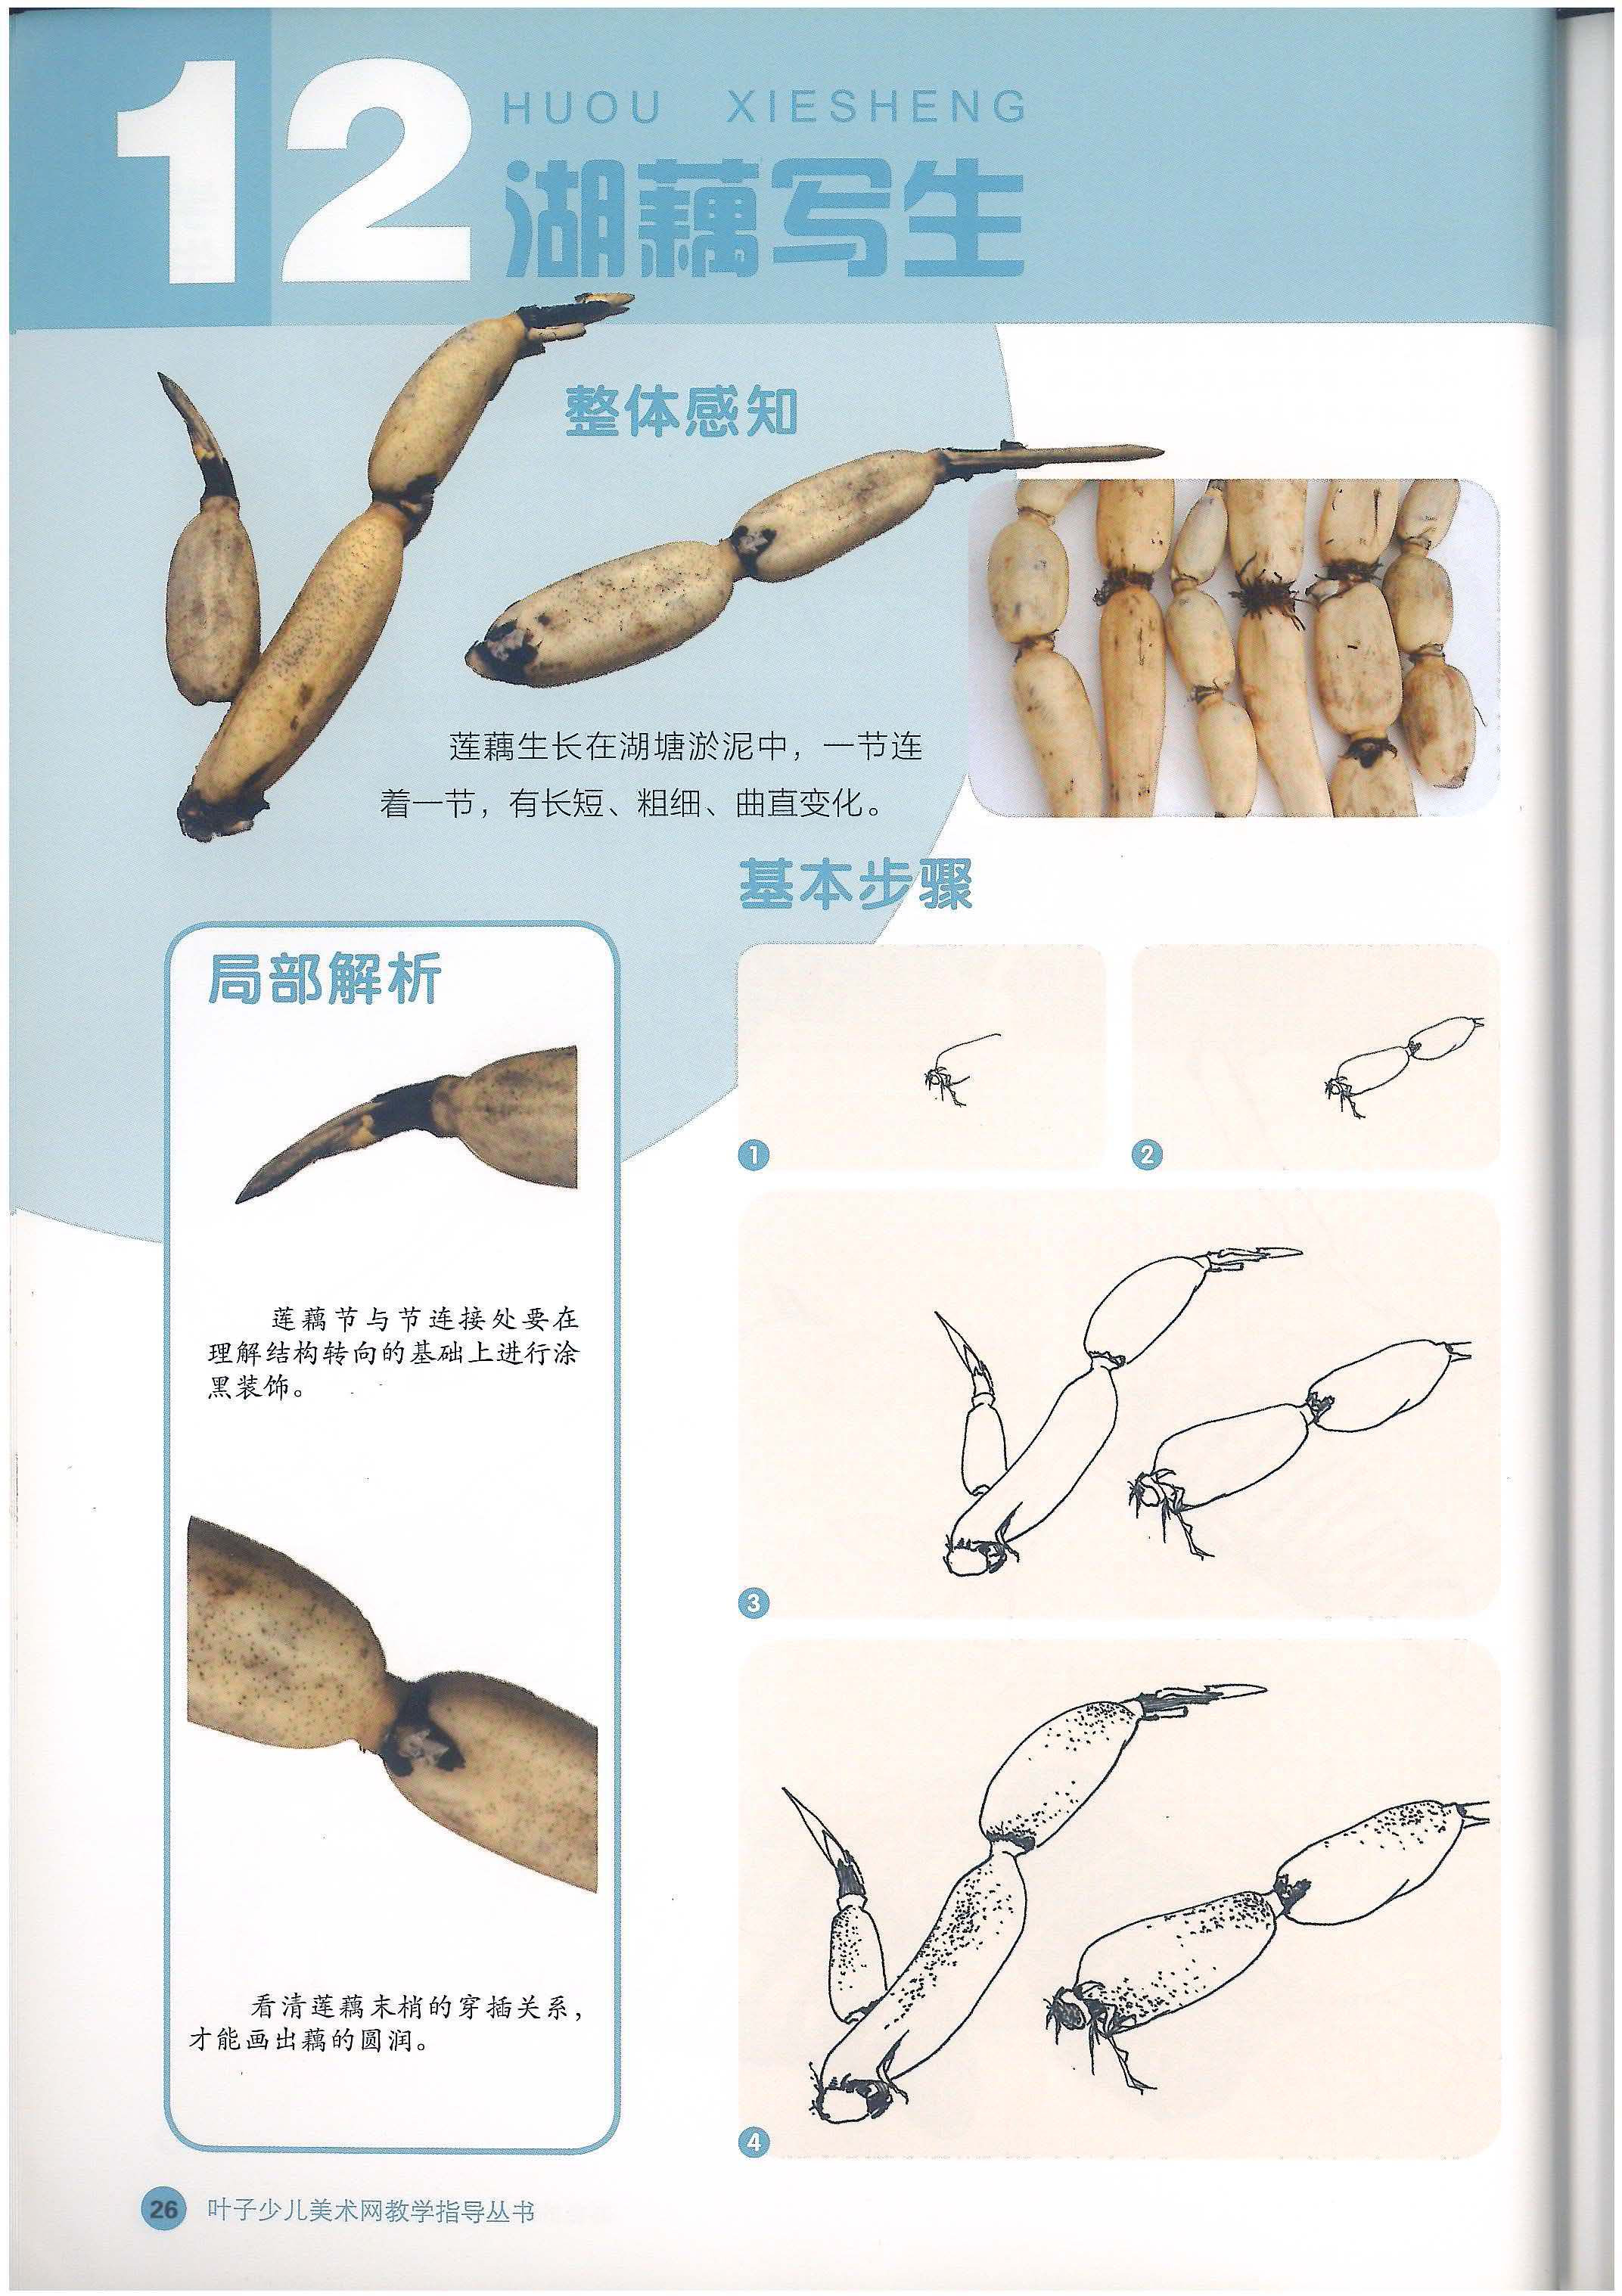 12
HUOU XIESHENG
湖藕写生
整体感知
莲藕生长在湖塘淤泥中，一节连
着一节，有长短、粗细、曲直变化。
基本步骤
局部解析
莲藕节与节连接处要在
理解结构转向的基础上进行涂
黑装饰。
看清莲藕末梢的穿插关系，
才能画出藕的圆润。
1
2
3
4
26 叶子少儿美术网教学指导丛书